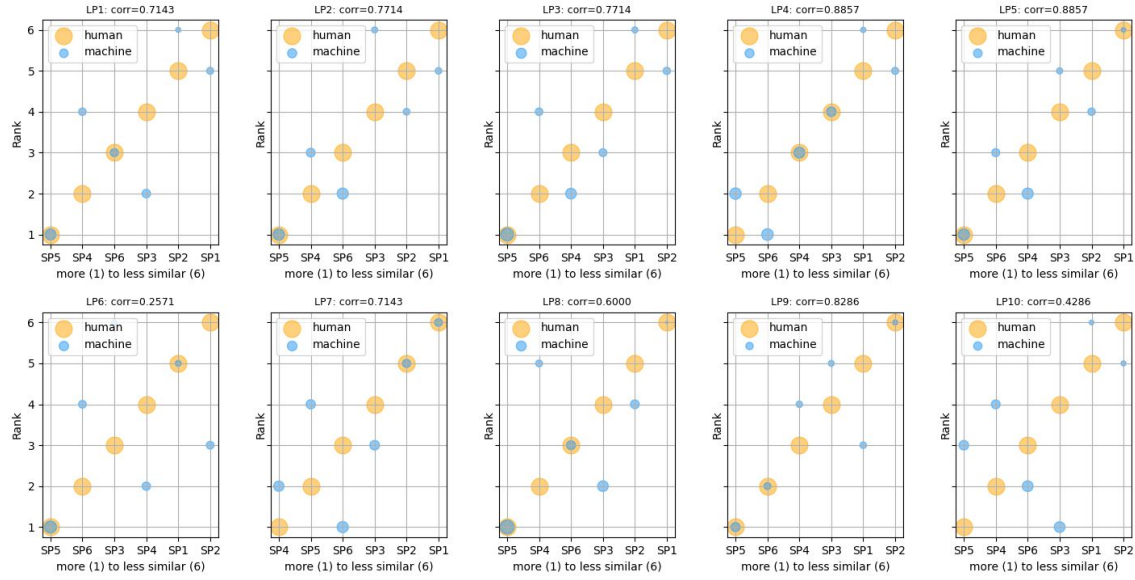 LP1: corr=0.7143
6
5
4
3
2
1
Rank
human
machine
SP5 SP4 SP6 SP3 SP2 SP1
more (1) to less similar (6)
LP2: corr=0.7714
Rank
human
machine
SP5 SP4 SP6 SP3 SP2 SP1
more (1) to less similar (6)
LP3: corr=0.7714
Rank
human
machine
SP5 SP6 SP4 SP3 SP1 SP2
more (1) to less similar (6)
LP4: corr=0.8857
Rank
human
machine
SP5 SP6 SP4 SP3 SP1 SP2
more (1) to less similar (6)
LP5: corr=0.8857
Rank
human
machine
SP5 SP6 SP4 SP3 SP2 SP1
more (1) to less similar (6)
LP6: corr=0.2571
6
5
4
3
2
1
Rank
human
machine
SP5 SP6 SP3 SP4 SP1 SP2
more (1) to less similar (6)
LP7: corr=0.7143
Rank
human
machine
SP4 SP5 SP6 SP3 SP2 SP1
more (1) to less similar (6)
LP8: corr=0.6000
Rank
human
machine
SP5 SP4 SP6 SP3 SP2 SP1
more (1) to less similar (6)
LP9: corr=0.8286
Rank
human
machine
SP5 SP6 SP4 SP3 SP1 SP2
more (1) to less similar (6)
LP10: corr=0.4286
Rank
human
machine
SP5 SP4 SP6 SP3 SP1 SP2
more (1) to less similar (6)